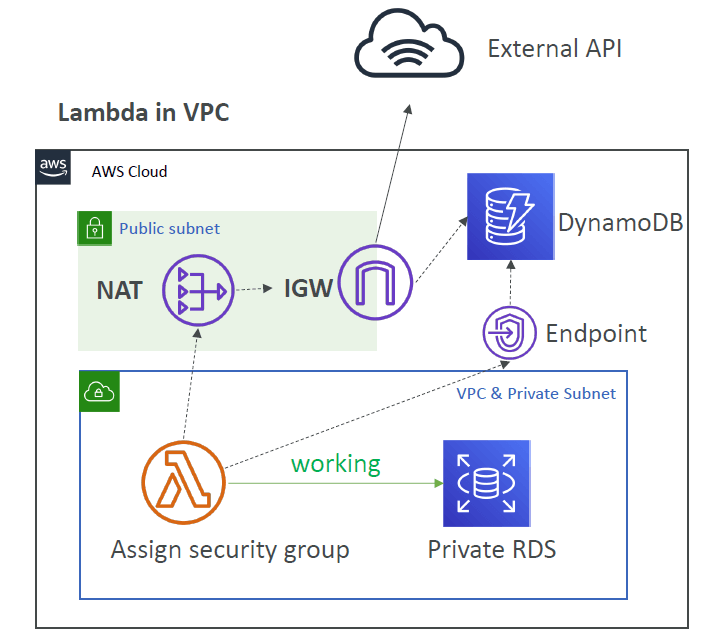 External API
Lambda in VPC
aws
AWS Cloud
Public subnet
DynamoDB
NAT
IGW
Endpoint
VPC & Private Subnet
working
Assign security group
Private RDS